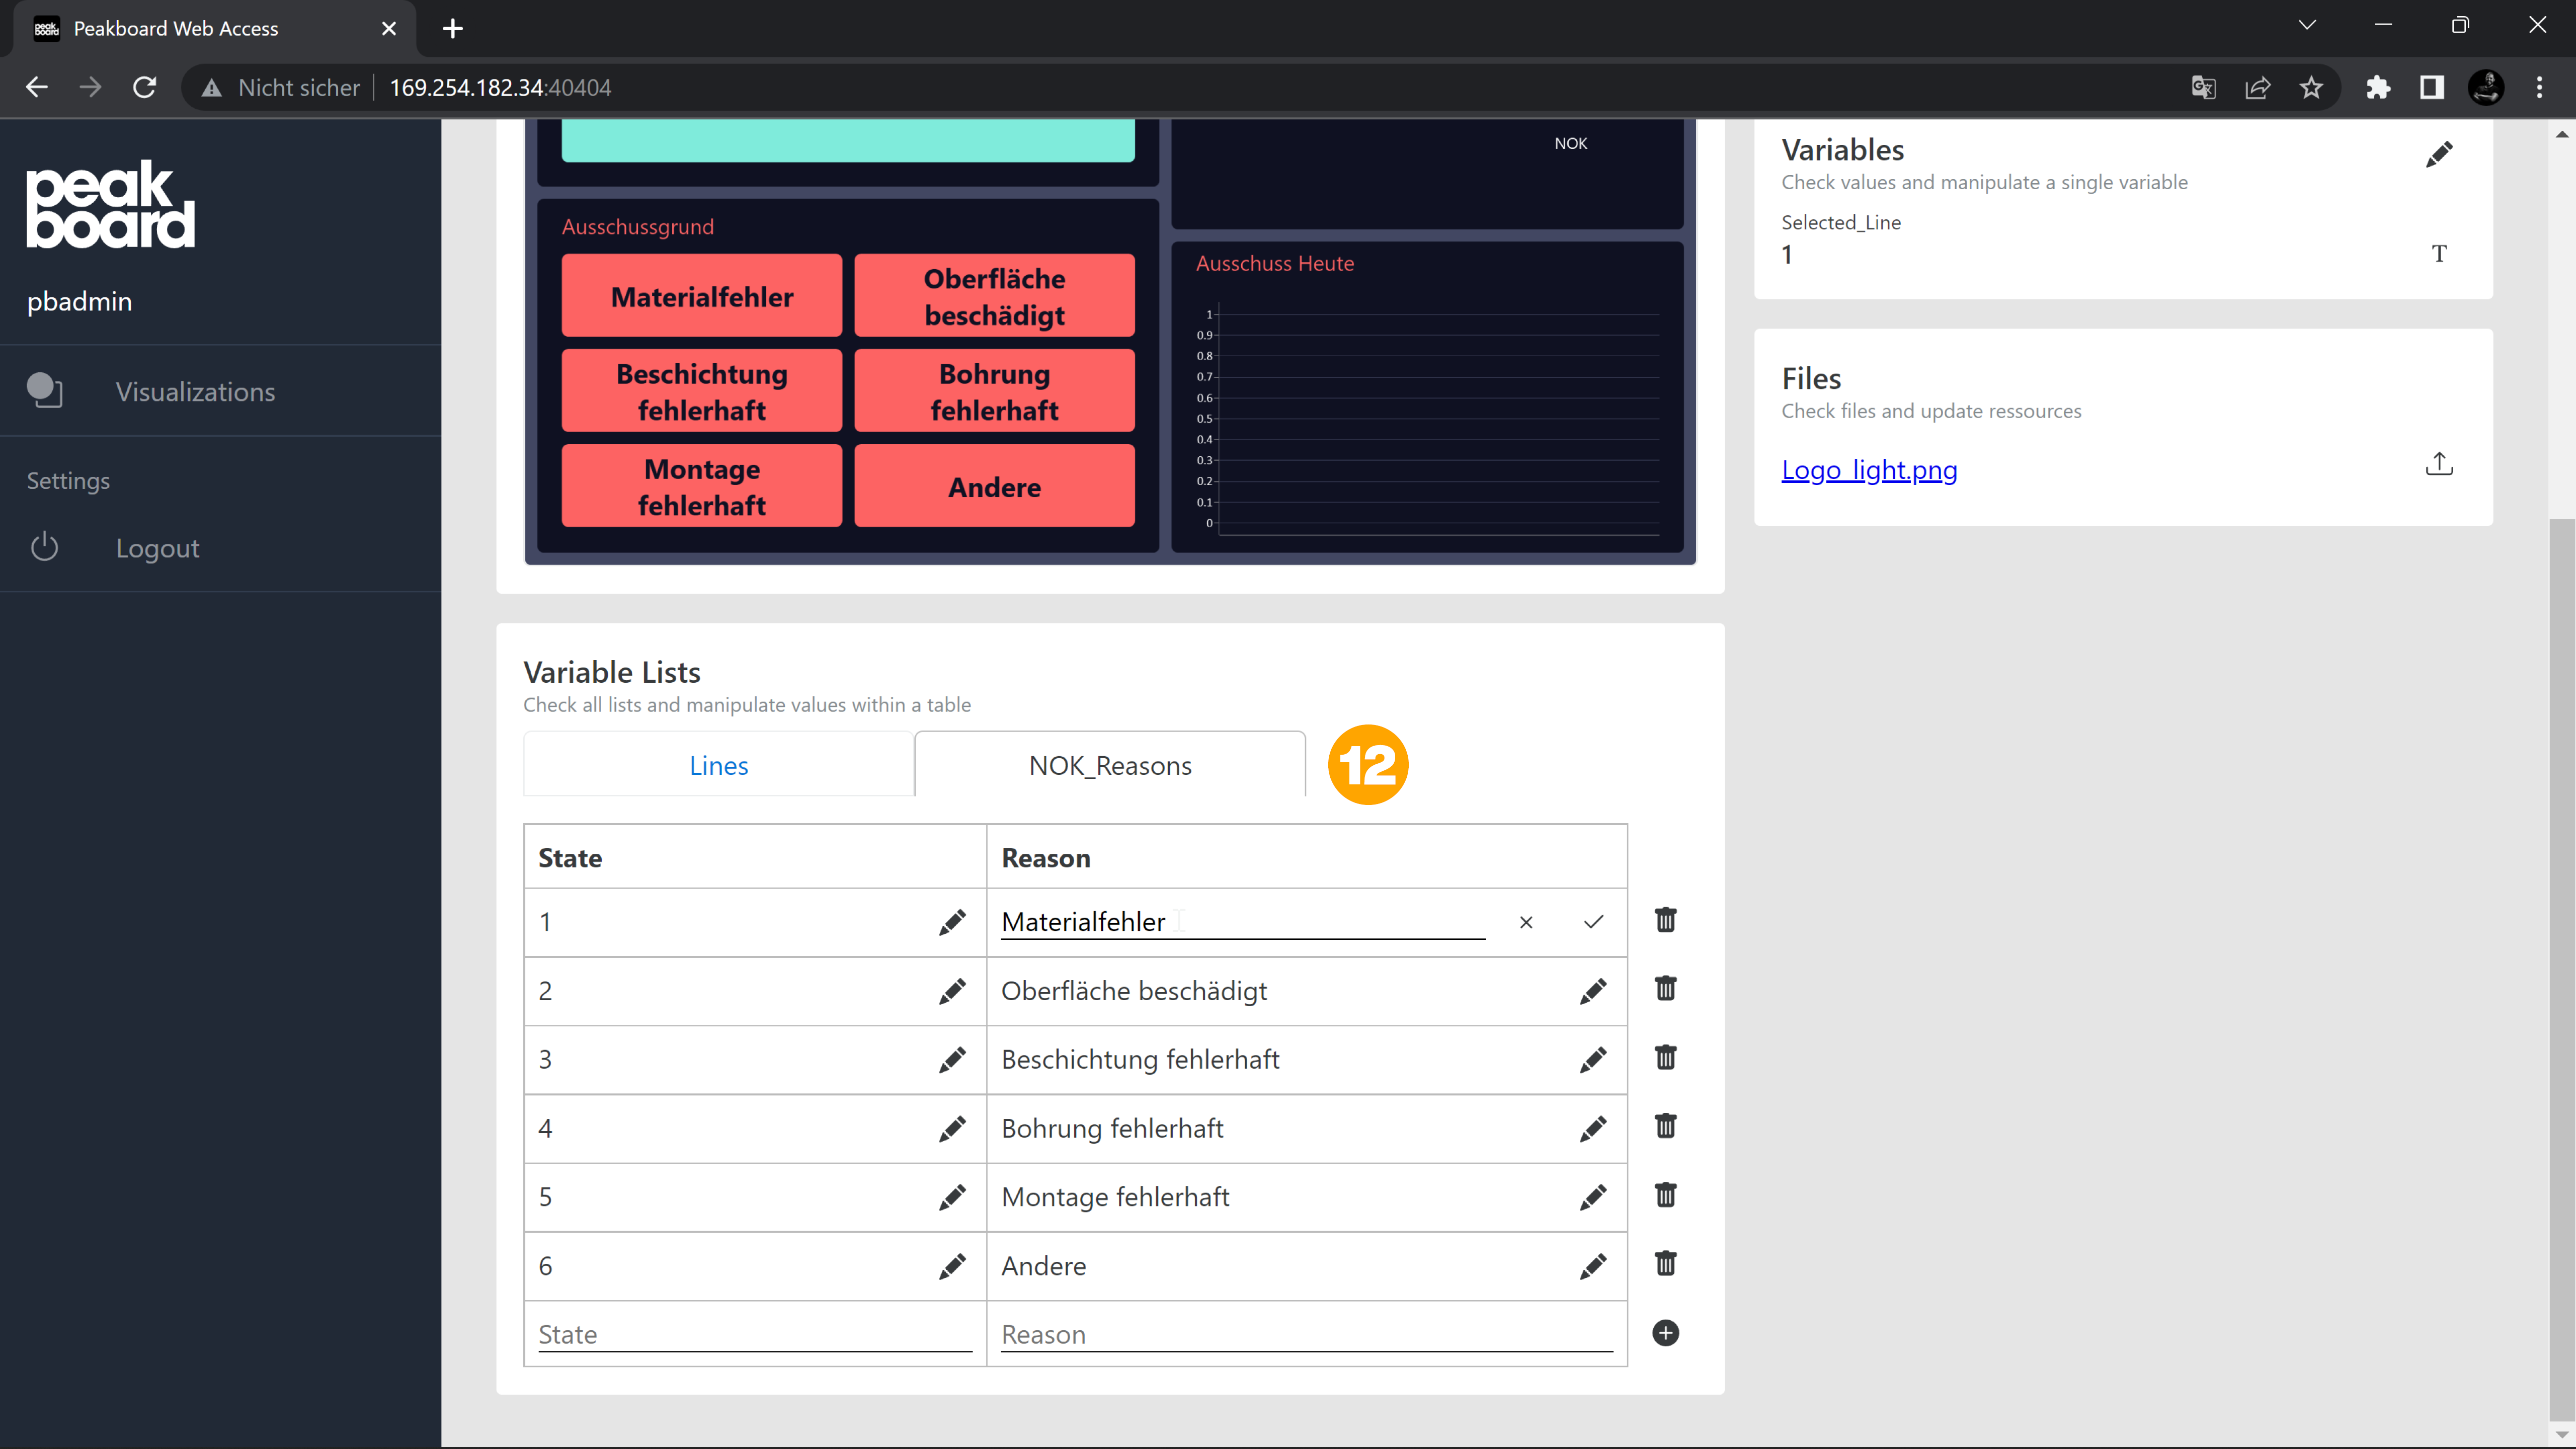 Peakboard Web Access
Nicht sicher 169.254.182.34:40404
peak
board
pbadmin
Visualizations
Settings
Logout
NOK
Ausschussgrund
Materialfehler
Oberfläche
beschädigt
Beschichtung
fehlerhaft
Bohrung
fehlerhaft
Montage
fehlerhaft
Andere
Ausschuss Heute
1
0.9
0.8
0.7
0.6
0.5
0.4
0.3
0.2
0.1
0
Variables
Check values and manipulate a single variable
Selected_Line
1
T
Files
Check files and update ressources
Logo_light.png
Variable Lists
Check all lists and manipulate values within a table
Lines NOK_Reasons 12
State Reason
1 Materialfehler
2 Oberfläche beschädigt
3 Beschichtung fehlerhaft
4 Bohrung fehlerhaft
5 Montage fehlerhaft
6 Andere
State Reason